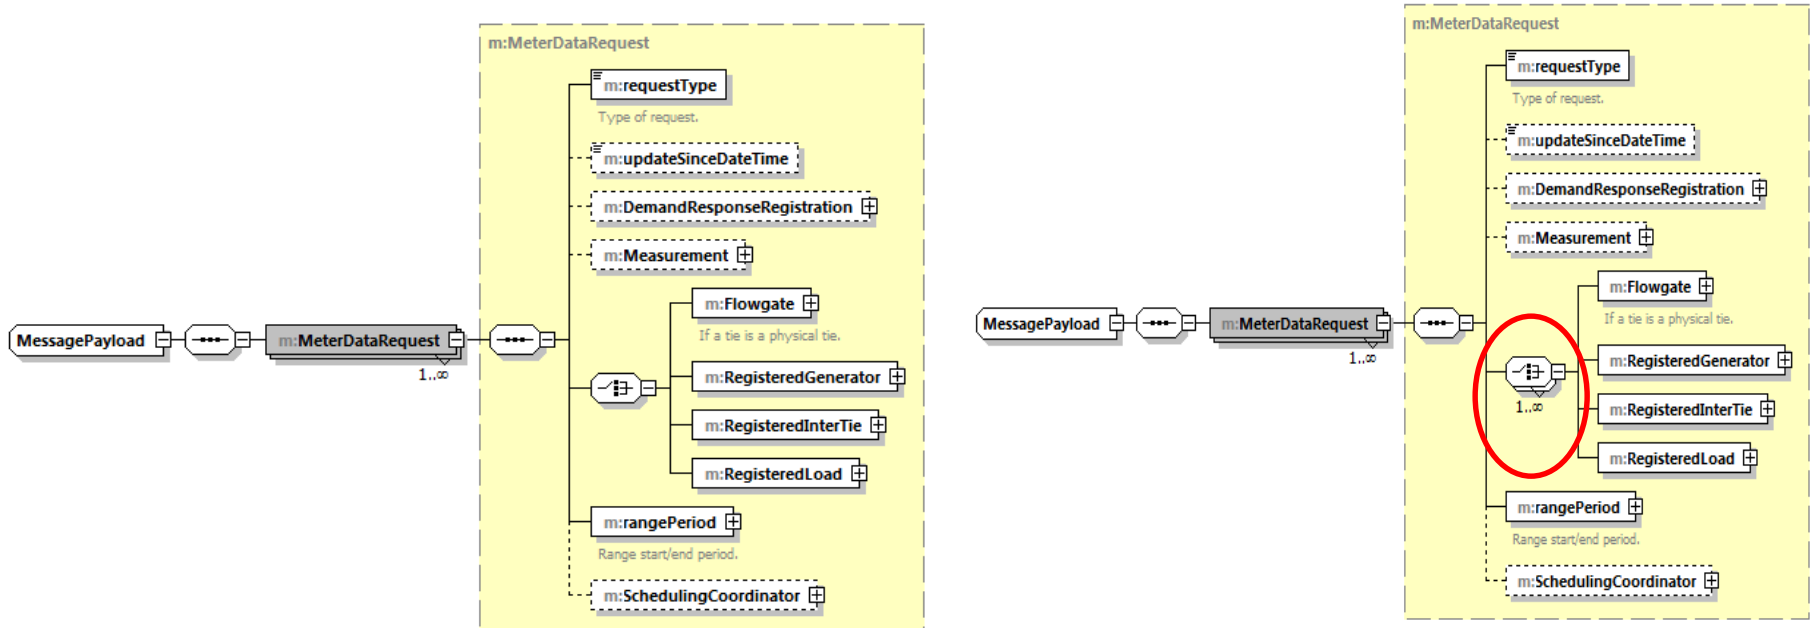 m:MeterDataRequest
m:requestType
Type of request.
m:updateSinceDateTime
m:DemandResponseRegistration
m:Measurement
m:Flowgate
If a tie is a physical tie.
MessagePayload
m:MeterDataRequest
1..∞
m:RegisteredGenerator
m:RegisteredInterTie
m:RegisteredLoad
m:rangePeriod
Range start/end period.
m:SchedulingCoordinator
m:MeterDataRequest
m:requestType
Type of request.
m:updateSinceDateTime
m:DemandResponseRegistration
m:Measurement
m:Flowgate
If a tie is a physical tie.
MessagePayload
m:MeterDataRequest
1..∞
m:RegisteredGenerator
1..∞
m:RegisteredInterTie
m:RegisteredLoad
m:rangePeriod
Range start/end period.
m:SchedulingCoordinator